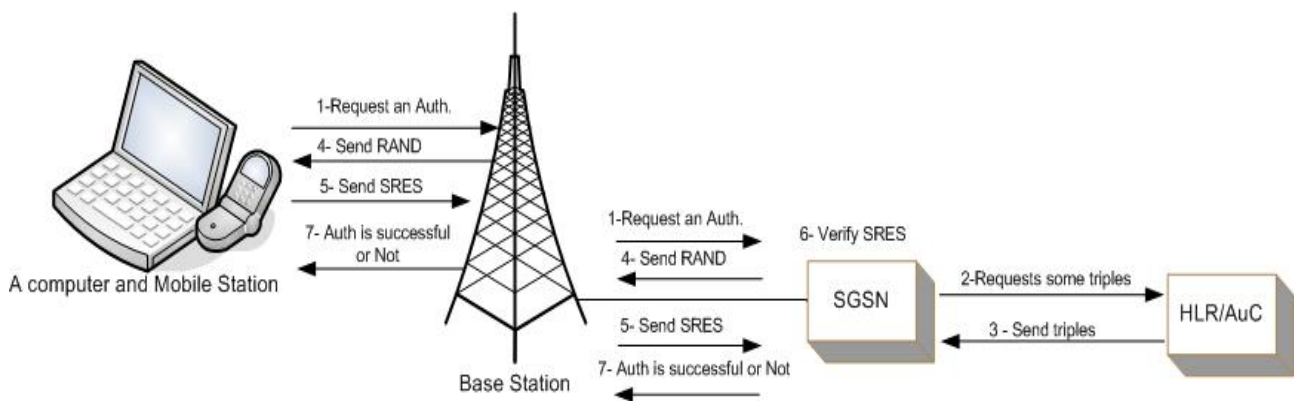 1-Request an Auth.
4- Send RAND
5- Send SRES
7- Auth is successful
or Not
A computer and Mobile Station
Base Station
1-Request an Auth.
4- Send RAND
5- Send SRES
7- Auth is successful or Not
6- Verify SRES
SGSN
2-Requests some triples
3 - Send triples
HLR/AuC